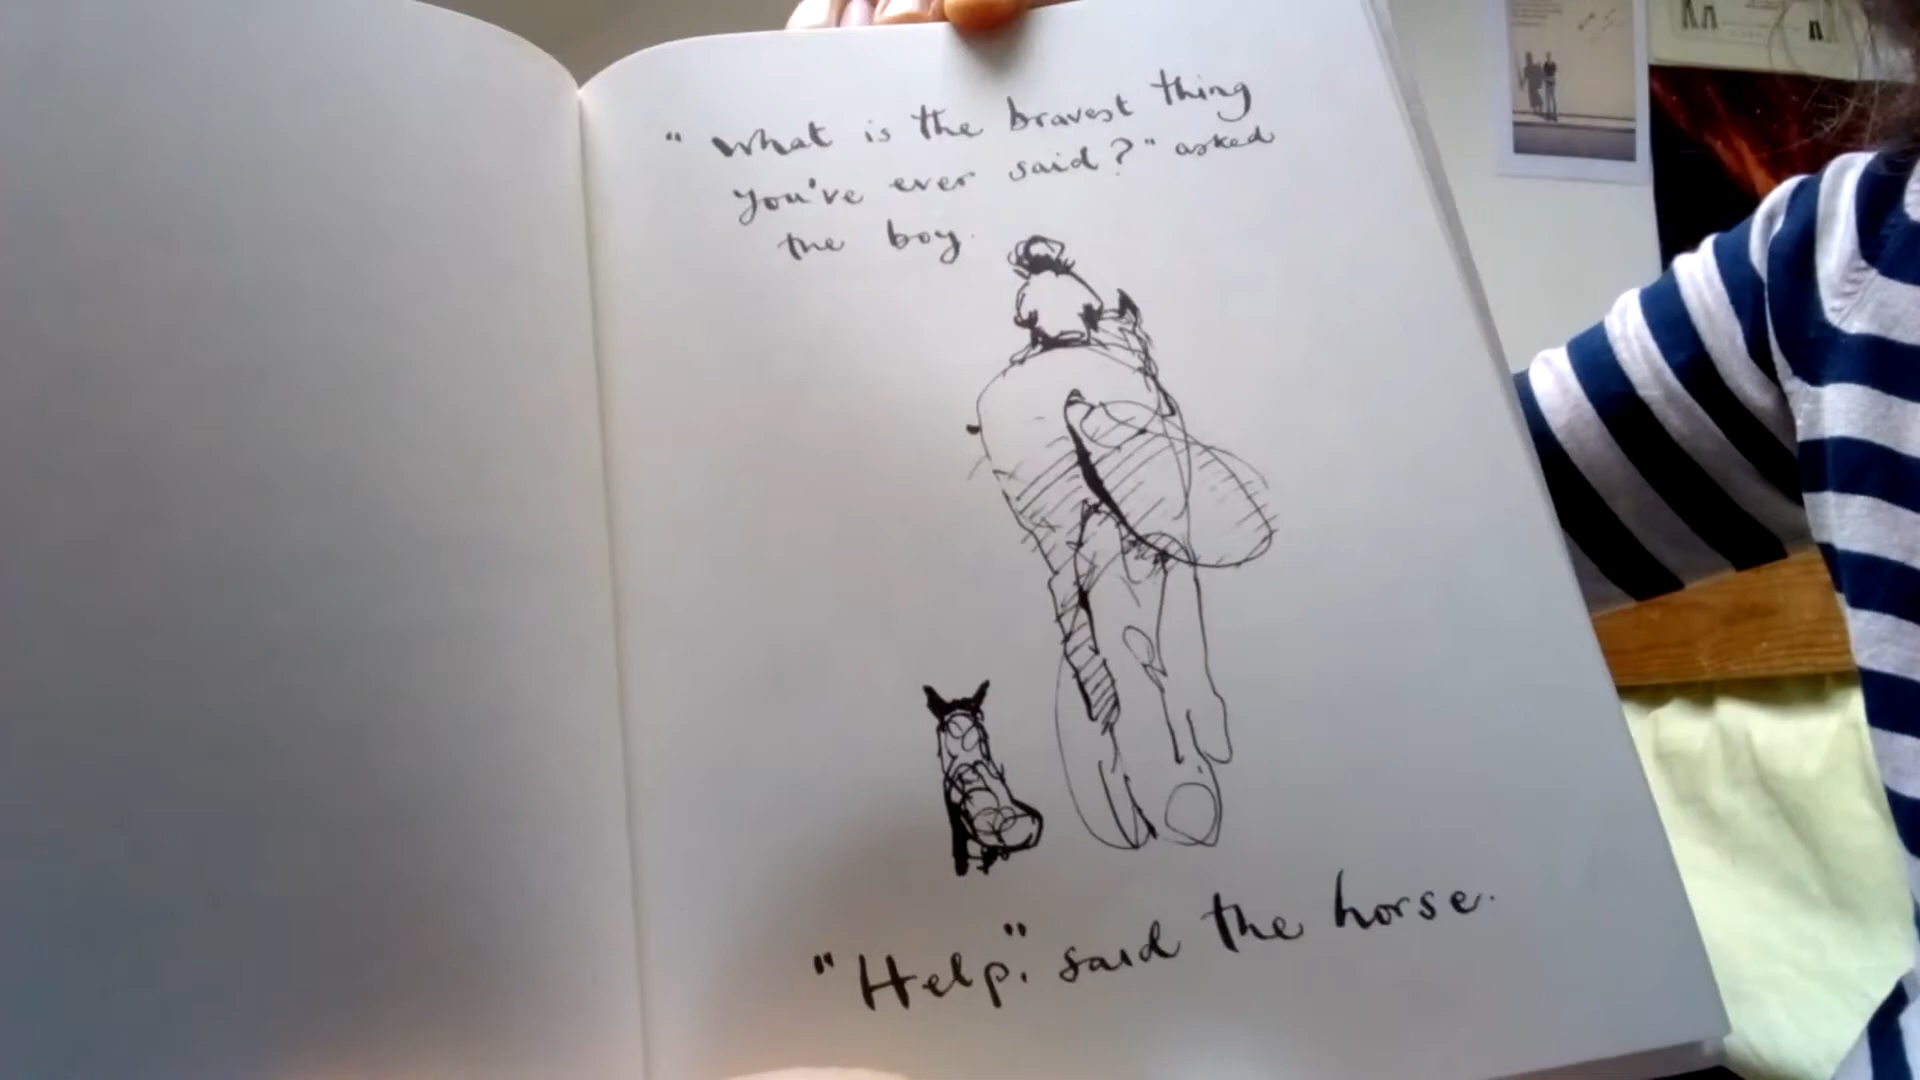 "What is the bravest thing
you've ever said?" asked
the boy.
"Help." said the horse.